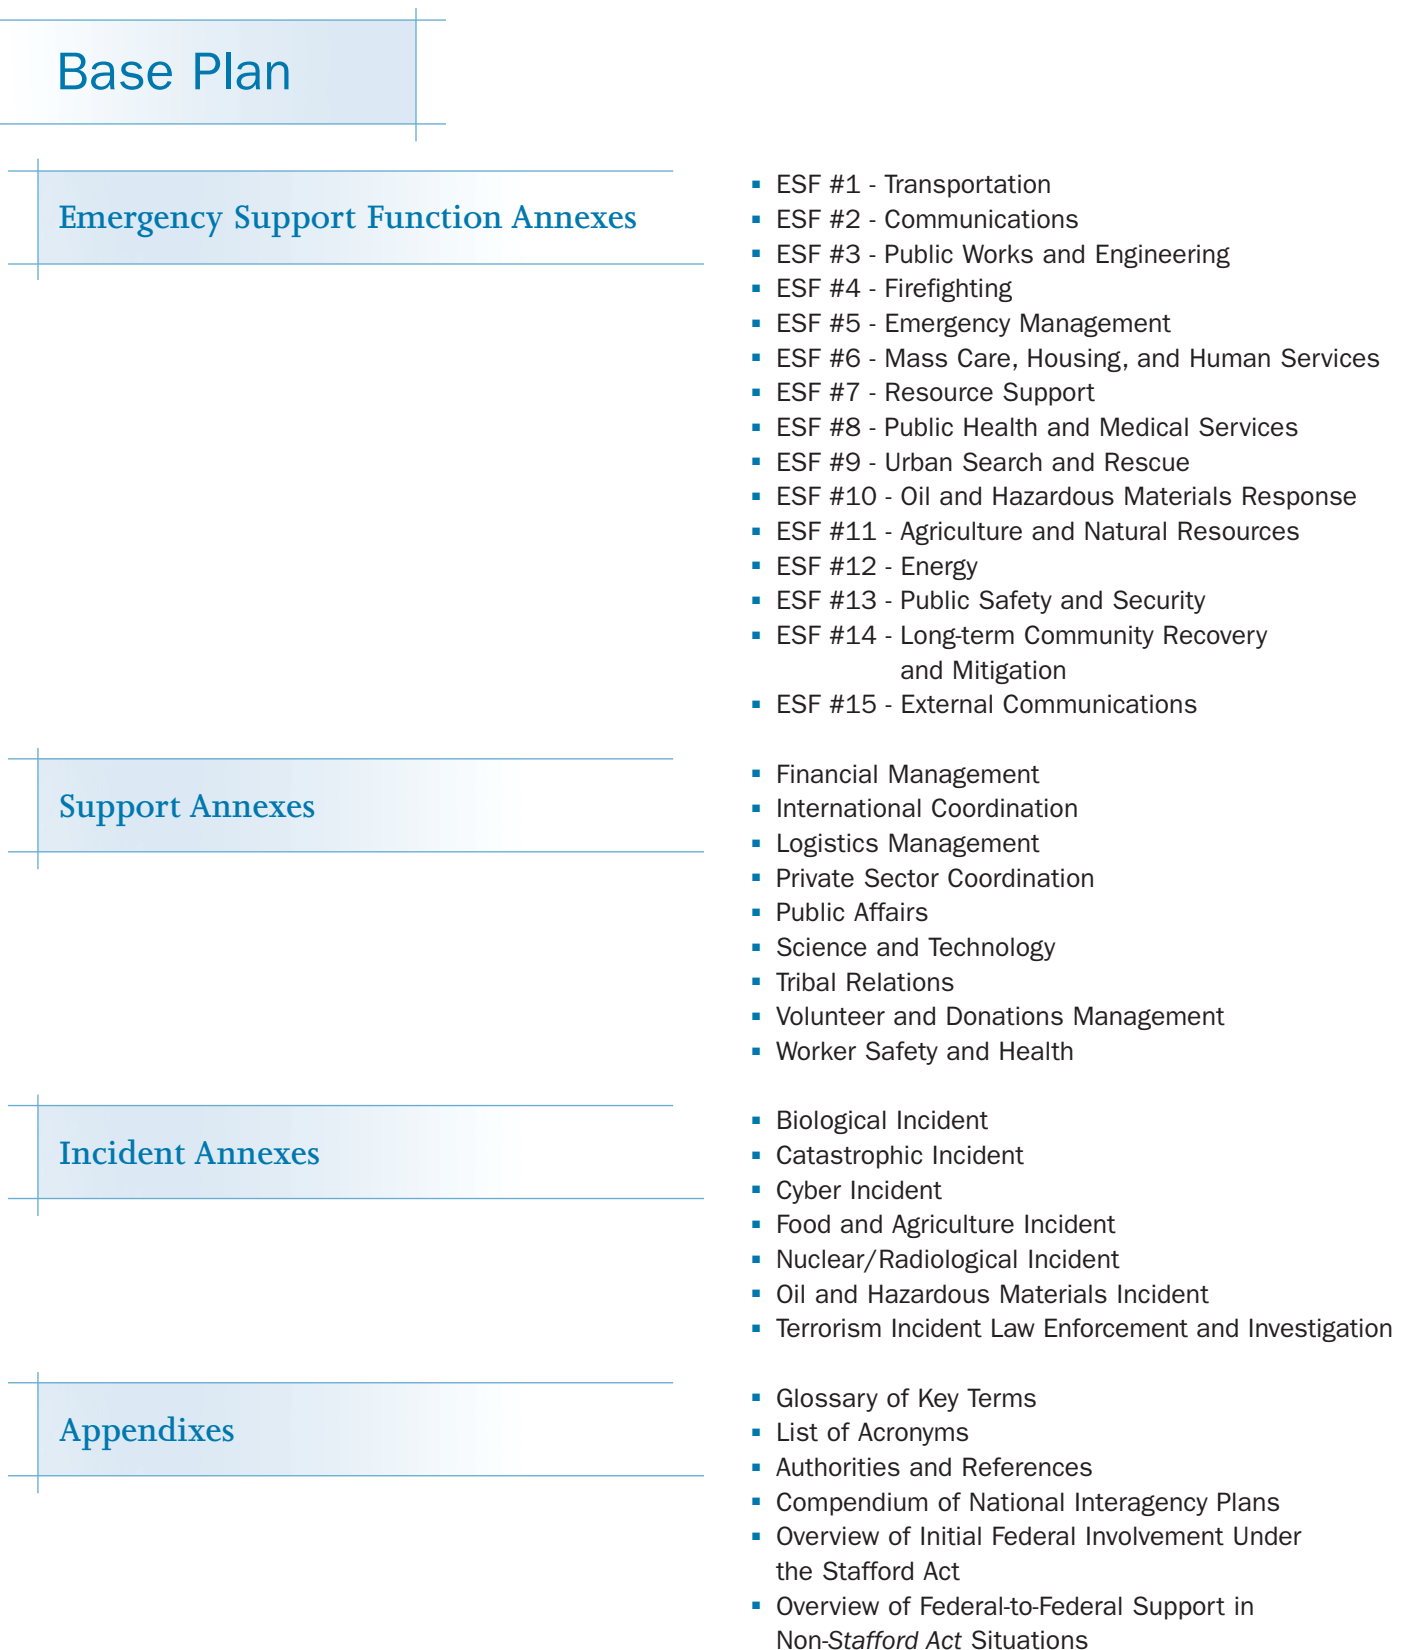 Base Plan
Emergency Support Function Annexes
▪ ESF #1 - Transportation
▪ ESF #2 - Communications
▪ ESF #3 - Public Works and Engineering
▪ ESF #4 - Firefighting
▪ ESF #5 - Emergency Management
▪ ESF #6 - Mass Care, Housing, and Human Services
▪ ESF #7 - Resource Support
▪ ESF #8 - Public Health and Medical Services
▪ ESF #9 - Urban Search and Rescue
▪ ESF #10 - Oil and Hazardous Materials Response
▪ ESF #11 - Agriculture and Natural Resources
▪ ESF #12 - Energy
▪ ESF #13 - Public Safety and Security
▪ ESF #14 - Long-term Community Recovery
and Mitigation
▪ ESF #15 - External Communications
Support Annexes
▪ Financial Management
▪ International Coordination
▪ Logistics Management
▪ Private Sector Coordination
▪ Public Affairs
▪ Science and Technology
▪ Tribal Relations
▪ Volunteer and Donations Management
▪ Worker Safety and Health
Incident Annexes
▪ Biological Incident
▪ Catastrophic Incident
▪ Cyber Incident
▪ Food and Agriculture Incident
▪ Nuclear/Radiological Incident
▪ Oil and Hazardous Materials Incident
▪ Terrorism Incident Law Enforcement and Investigation
Appendixes
▪ Glossary of Key Terms
▪ List of Acronyms
▪ Authorities and References
▪ Compendium of National Interagency Plans
▪ Overview of Initial Federal Involvement Under
the Stafford Act
▪ Overview of Federal-to-Federal Support in
Non-Stafford Act Situations